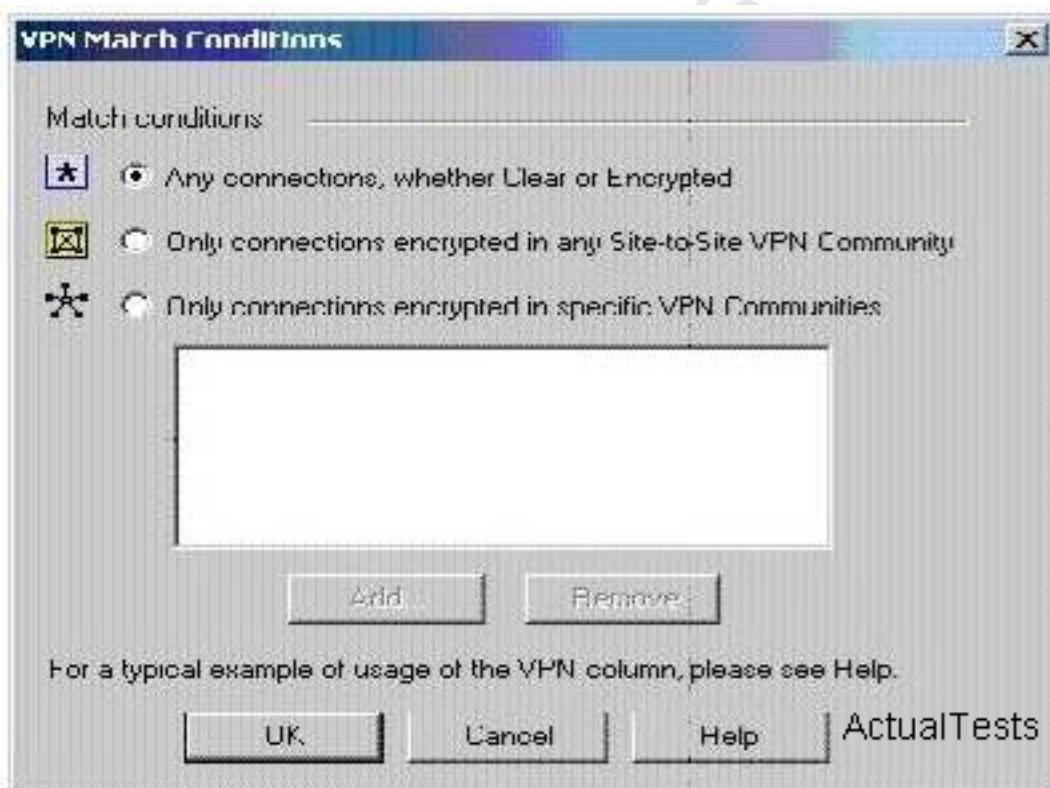 VPN Match Conditions
Match conditions
Any connections, whether Clear or Encrypted
Only connections encrypted in any Site-to-Site VPN Community
Only connections encrypted in specific VPN Communities
Add...
Remove
For a typical example of usage of the VPN column, please see Help.
OK
Cancel
Help
ActualTests